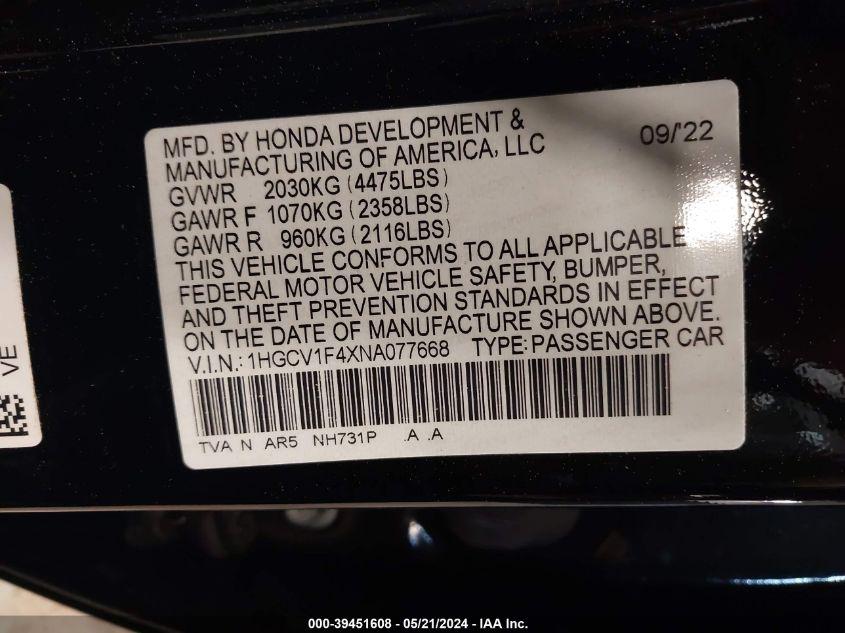 MFD. BY HONDA DEVELOPMENT & 09/'22
MANUFACTURING OF AMERICA, LLC
GVWR 2030KG (4475LBS)
GAWR F 1070KG (2358LBS)
GAWR R 960KG (2116LBS)
THIS VEHICLE CONFORMS TO ALL APPLICABLE
FEDERAL MOTOR VEHICLE SAFETY, BUMPER,
AND THEFT PREVENTION STANDARDS IN EFFECT
ON THE DATE OF MANUFACTURE SHOWN ABOVE.
V.I.N.: 1HGCV1F4XNA077668 TYPE: PASSENGER CAR
TVA N AR5 NH731P .A .A
VE
000-39451608 - 05/21/2024 - IAA Inc.